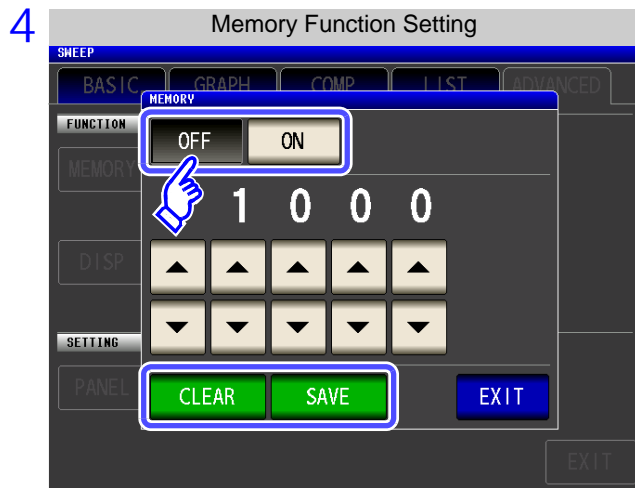 4
Memory Function Setting
SWEEP
BASIC GRAPH COMP LIST ADVANCED
MEMORY
FUNCTION
OFF ON
MEMORY
1 0 0 0
DISP
SETTING
PANEL
CLEAR SAVE EXIT
EXIT